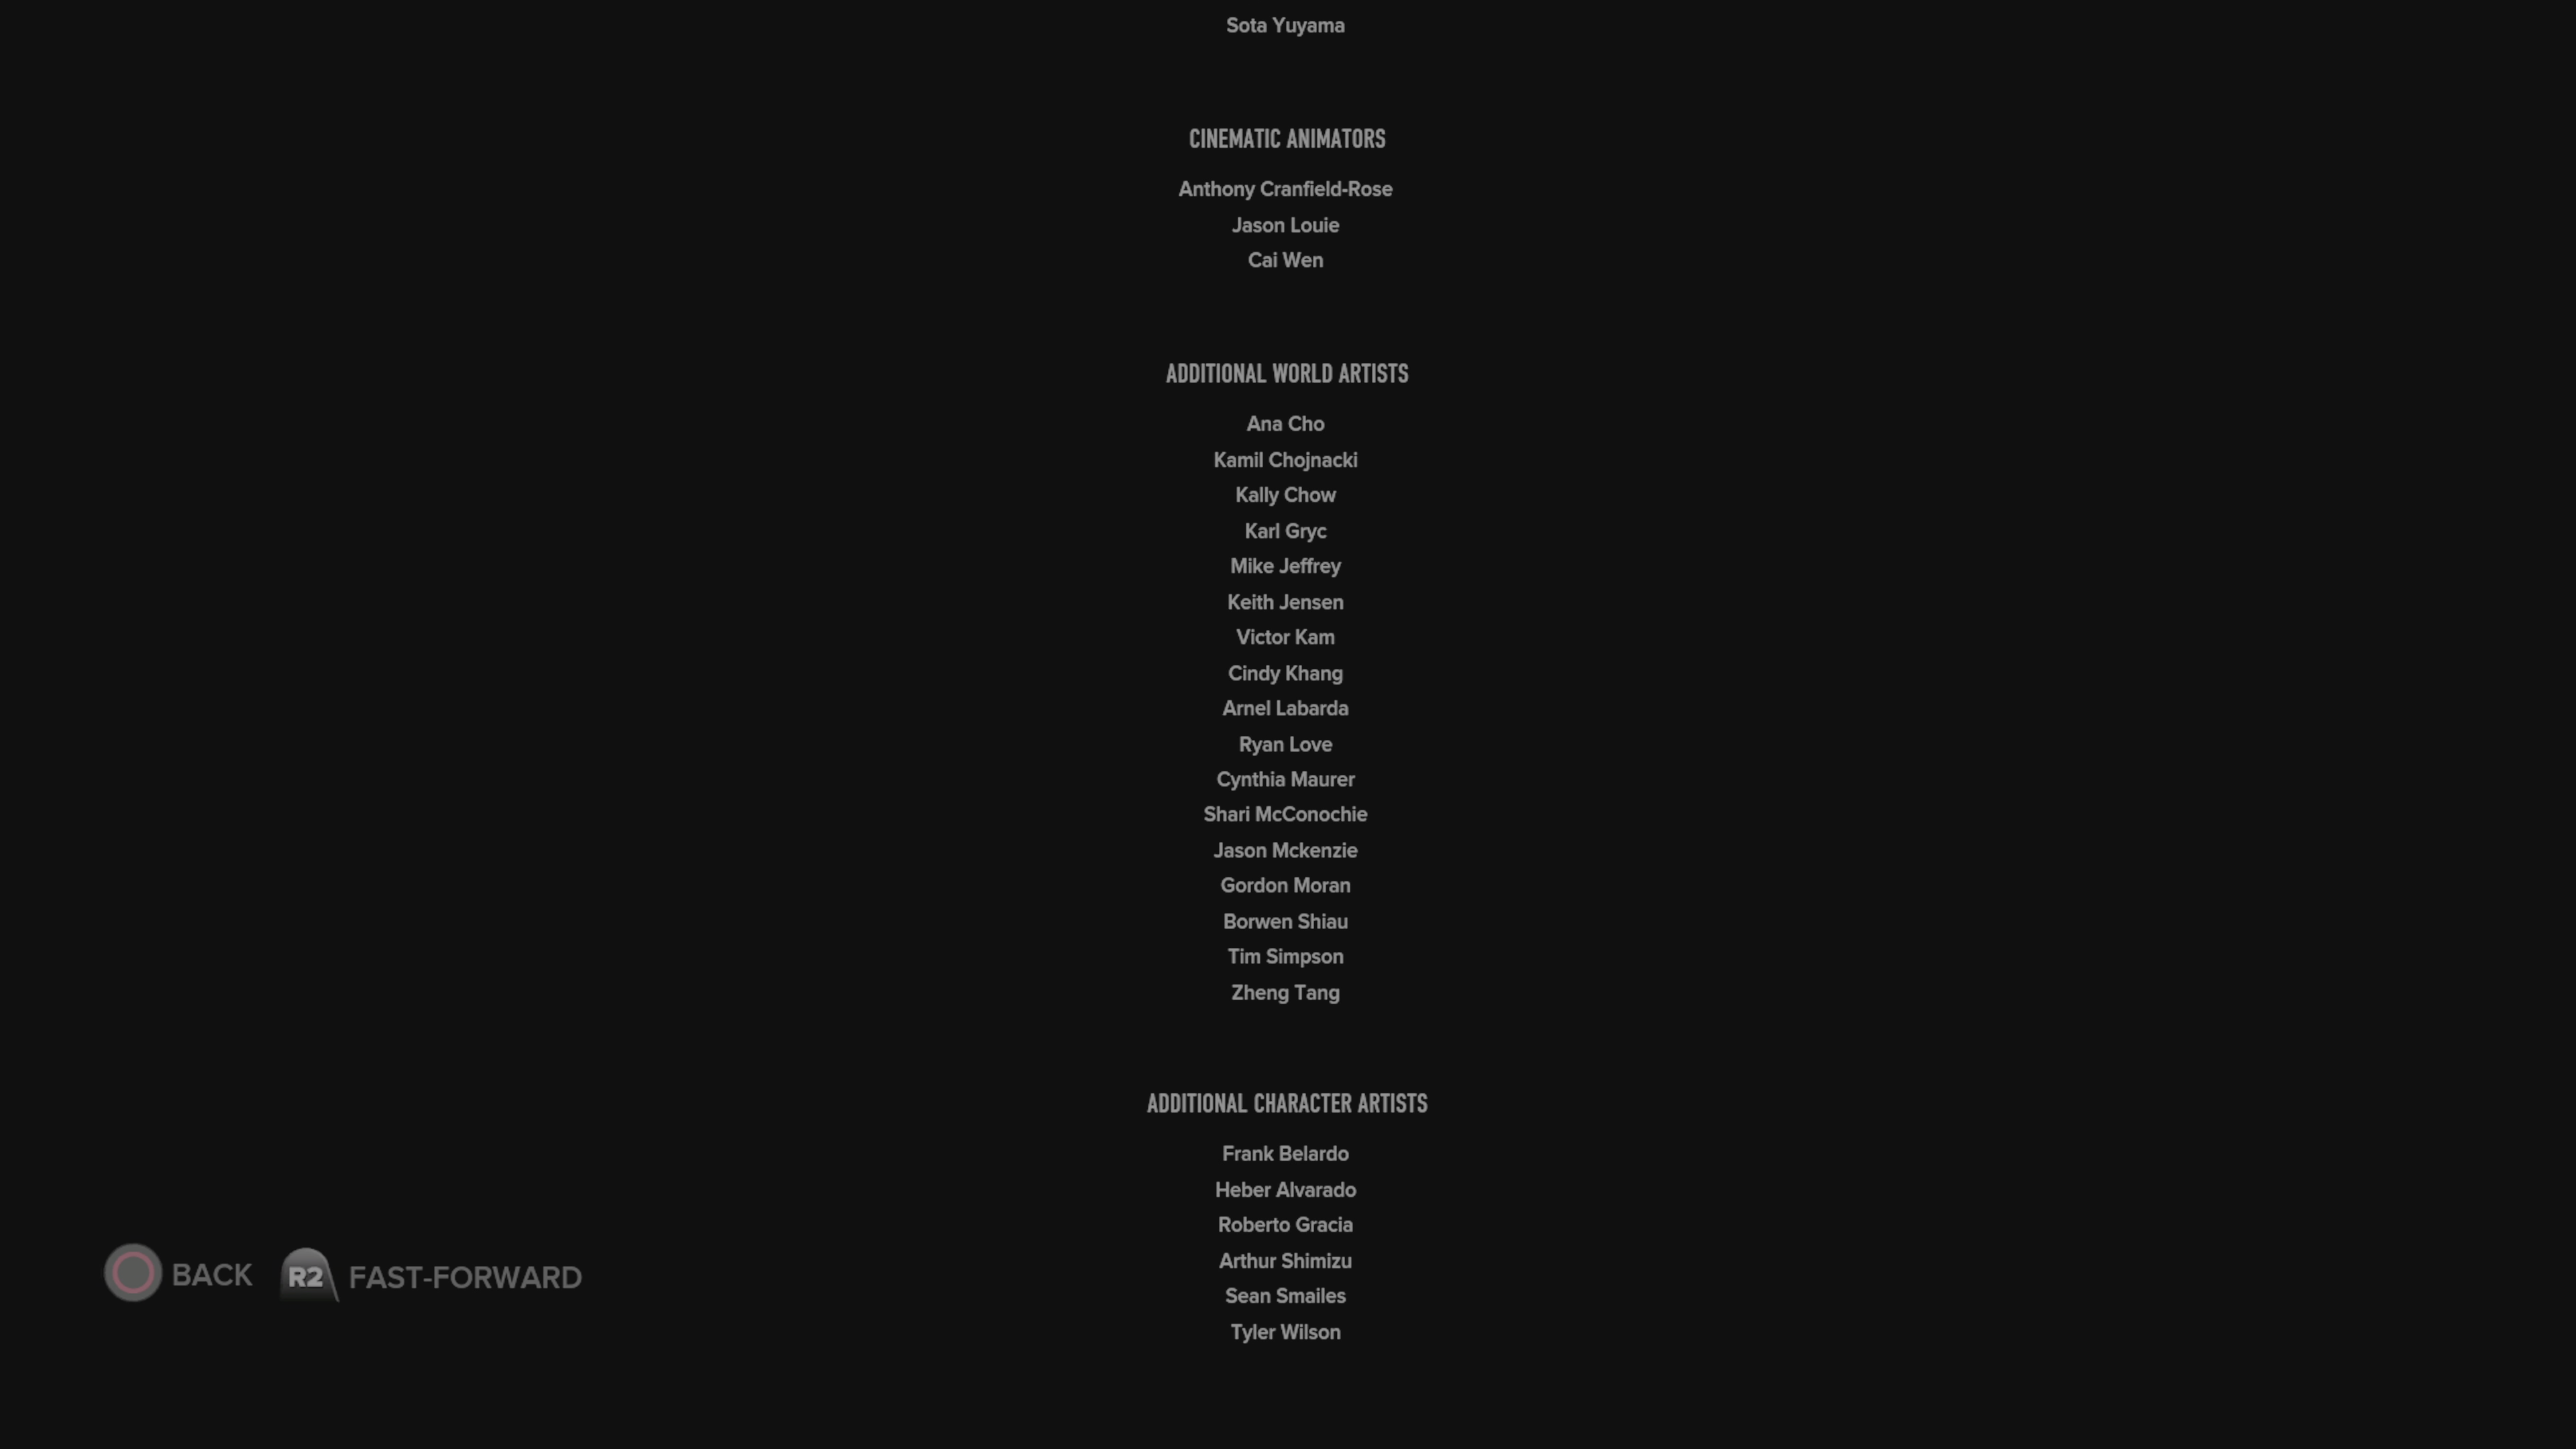 Sota Yuyama
CINEMATIC ANIMATORS
Anthony Cranfield-Rose
Jason Louie
Cai Wen
ADDITIONAL WORLD ARTISTS
Ana Cho
Kamil Chojnacki
Kally Chow
Karl Gryc
Mike Jeffrey
Keith Jensen
Victor Kam
Cindy Khang
Arnel Labarda
Ryan Love
Cynthia Maurer
Shari McConochie
Jason Mckenzie
Gordon Moran
Borwen Shiau
Tim Simpson
Zheng Tang
ADDITIONAL CHARACTER ARTISTS
Frank Belardo
Heber Alvarado
Roberto Gracia
Arthur Shimizu
Sean Smailes
Tyler Wilson
BACK R2 FAST-FORWARD